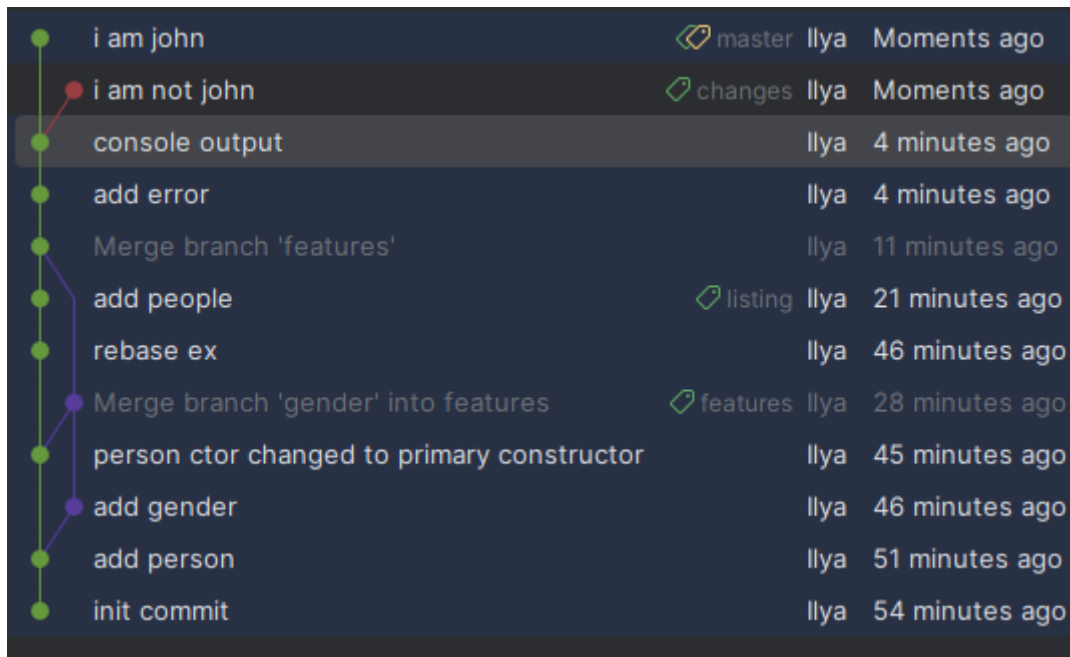 i am john master Ilya Moments ago
i am not john changes Ilya Moments ago
console output Ilya 4 minutes ago
add error Ilya 4 minutes ago
Merge branch 'features' Ilya 11 minutes ago
add people listing Ilya 21 minutes ago
rebase ex Ilya 46 minutes ago
Merge branch 'gender' into features features Ilya 28 minutes ago
person ctor changed to primary constructor Ilya 45 minutes ago
add gender Ilya 46 minutes ago
add person Ilya 51 minutes ago
init commit Ilya 54 minutes ago